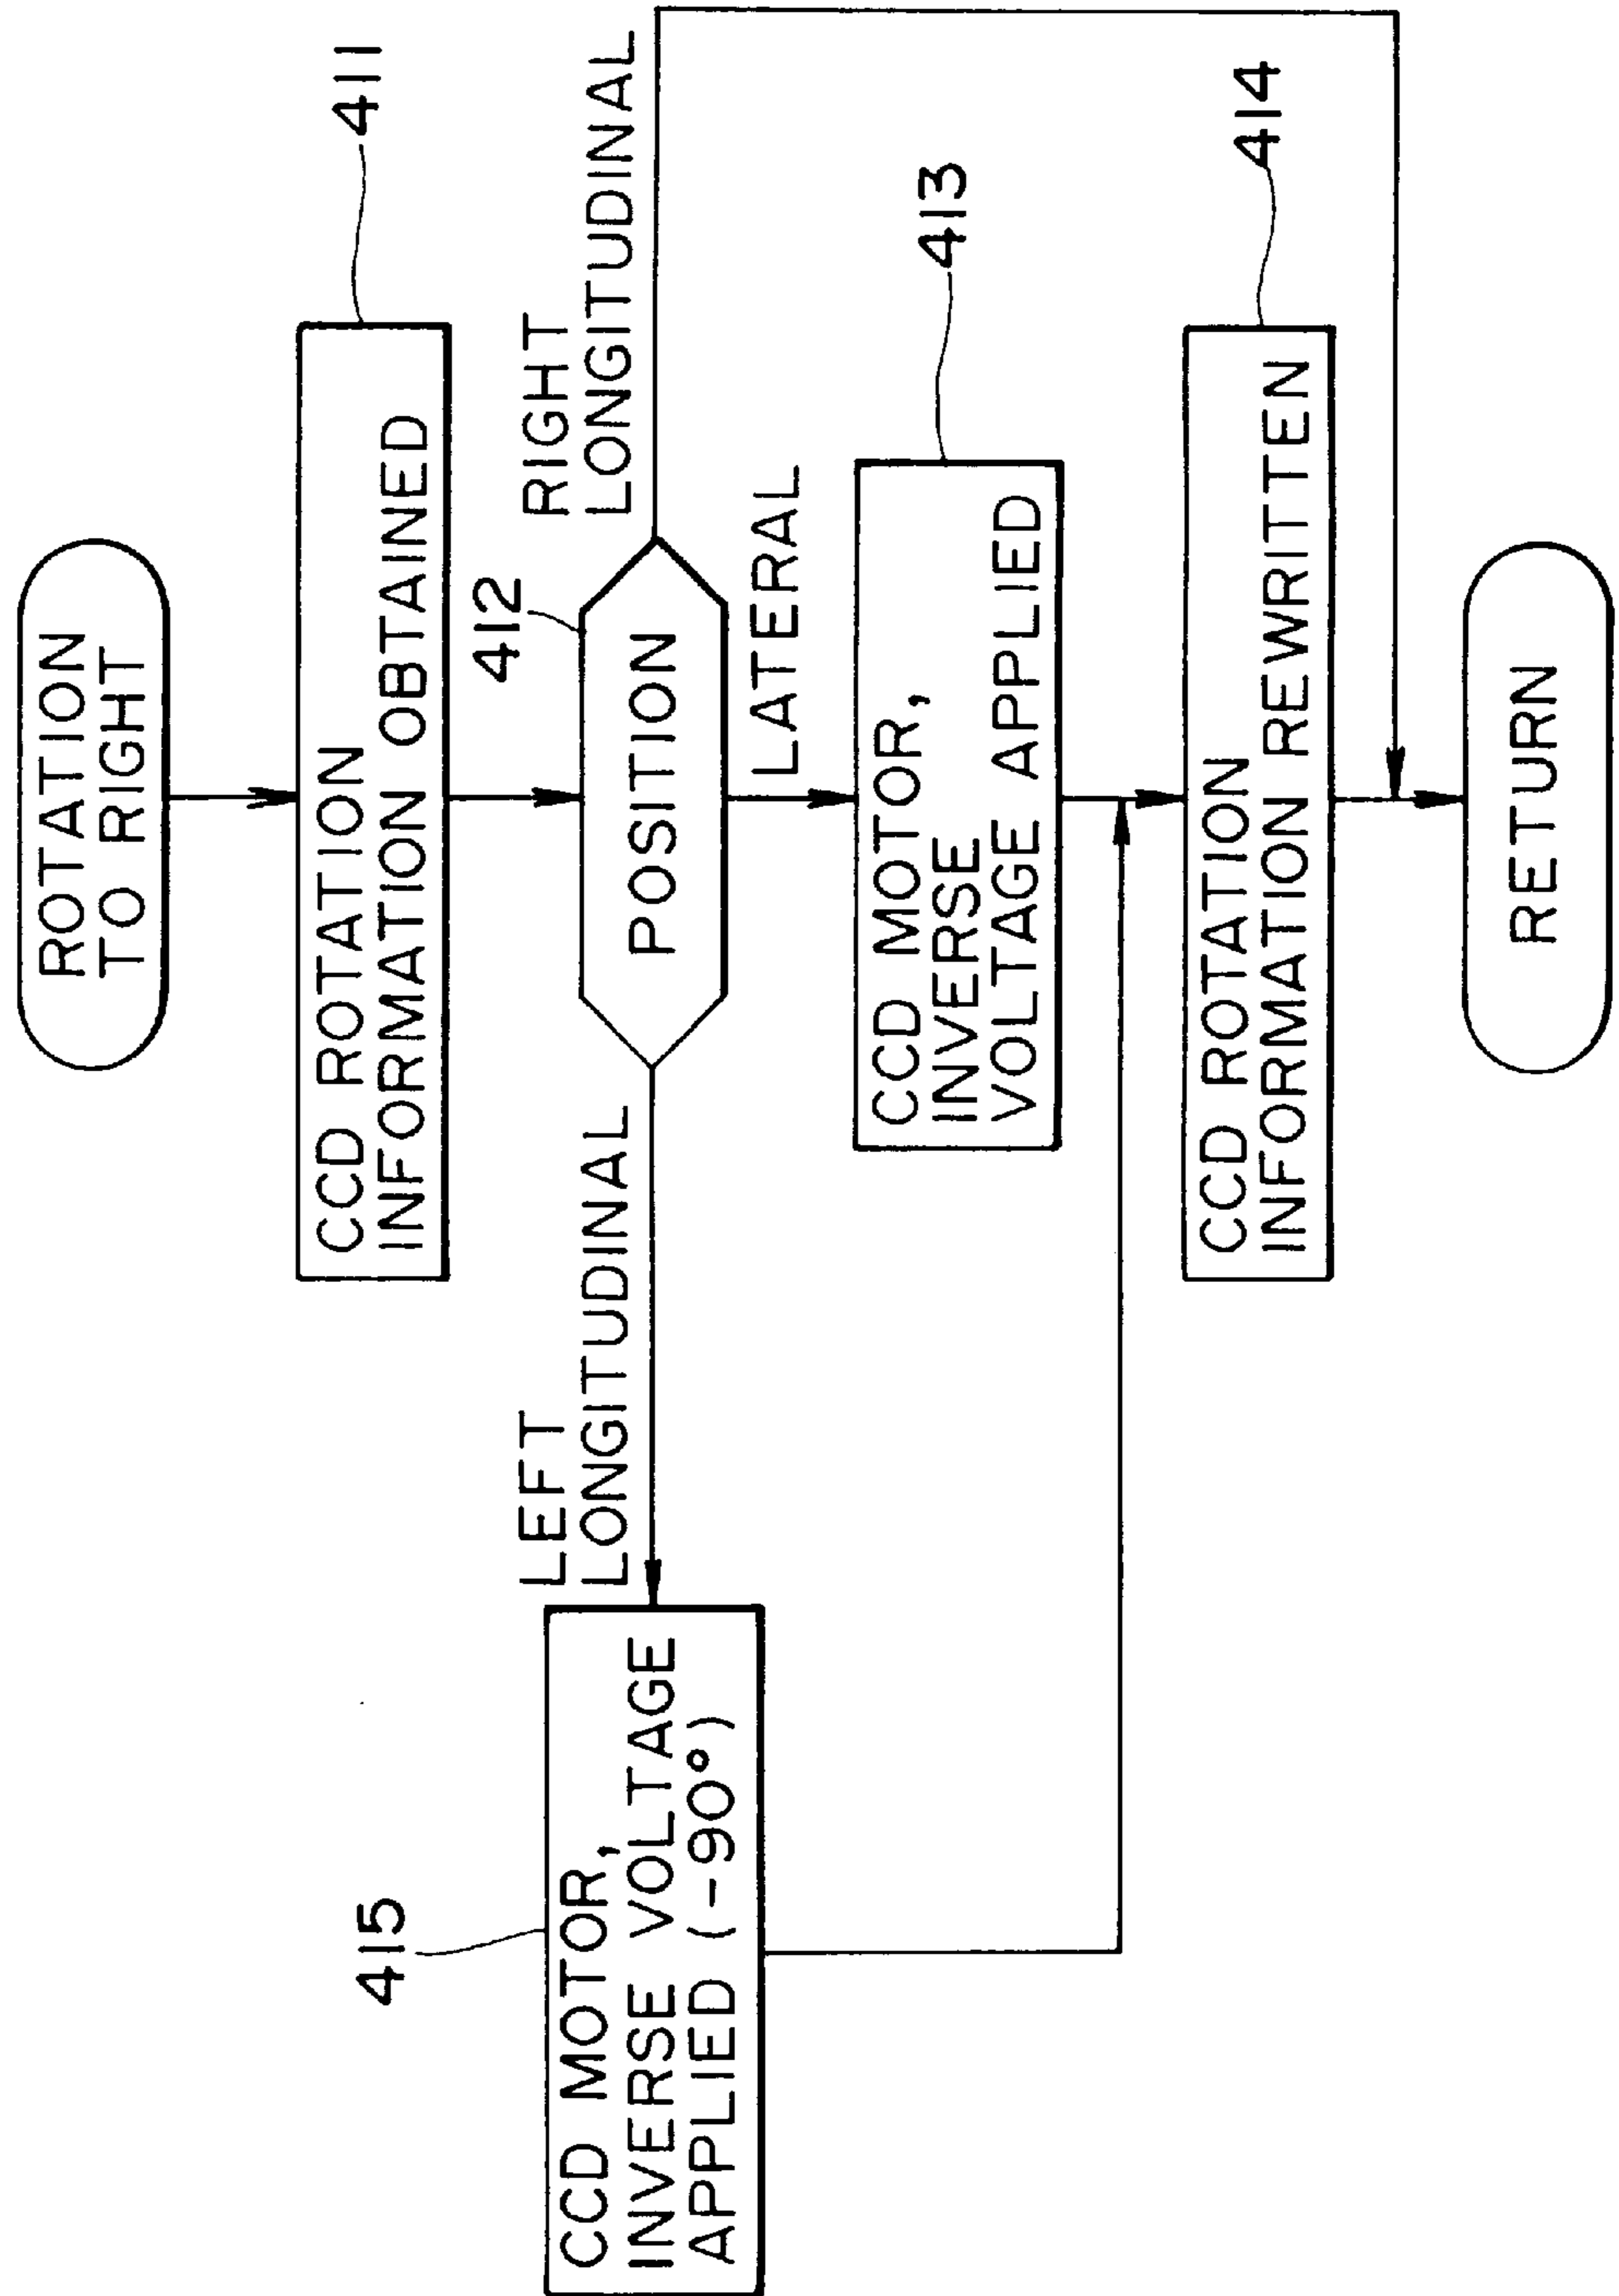 ROTATION
TO RIGHT
CCD ROTATION
INFORMATION OBTAINED
411
412
POSITION
RIGHT
LONGITUDINAL
LEFT
LONGITUDINAL
LATERAL
415
CCD MOTOR,
INVERSE VOLTAGE
APPLIED (-90°)
CCD MOTOR,
INVERSE
VOLTAGE APPLIED
413
CCD ROTATION
INFORMATION REWRITTEN
414
RETURN